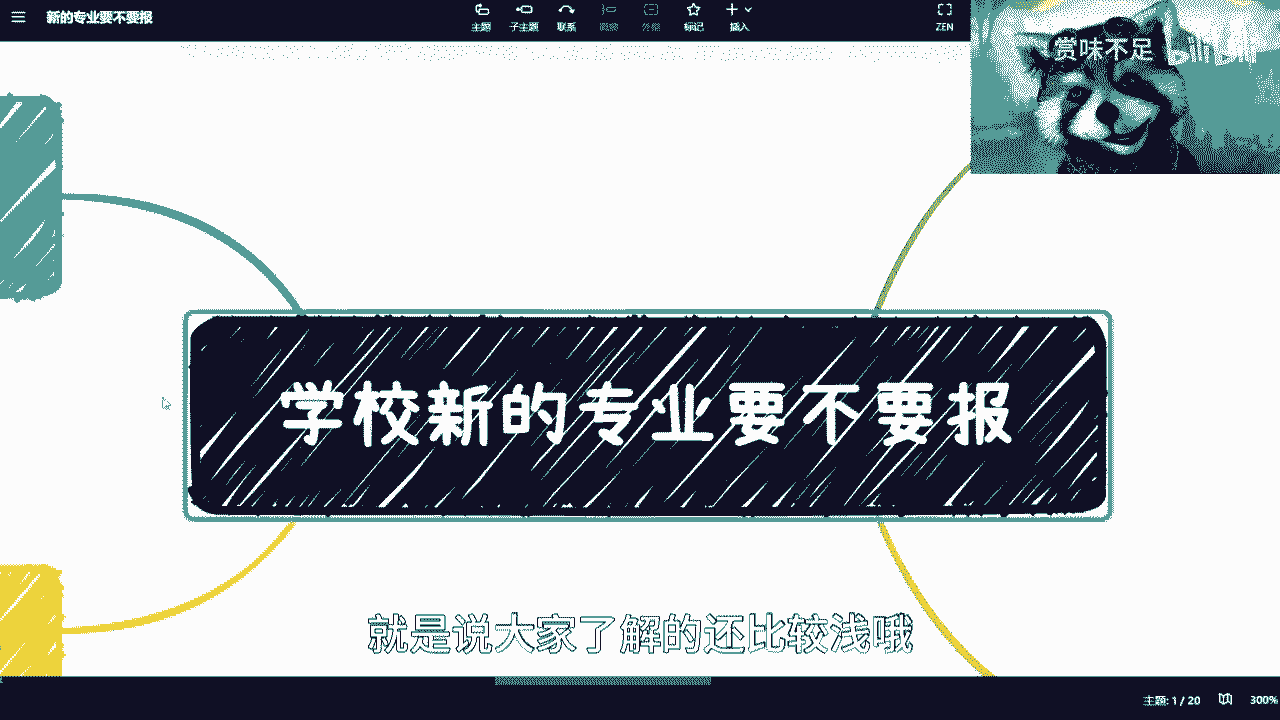 新的专业要不要报
主题
子主题
联系
概要
外框
标记
插入
ZEN
赏味不足
bilibili
学校新的专业要不要报
就是说大家了解的还比较浅哦
主题: 1 / 20
300%